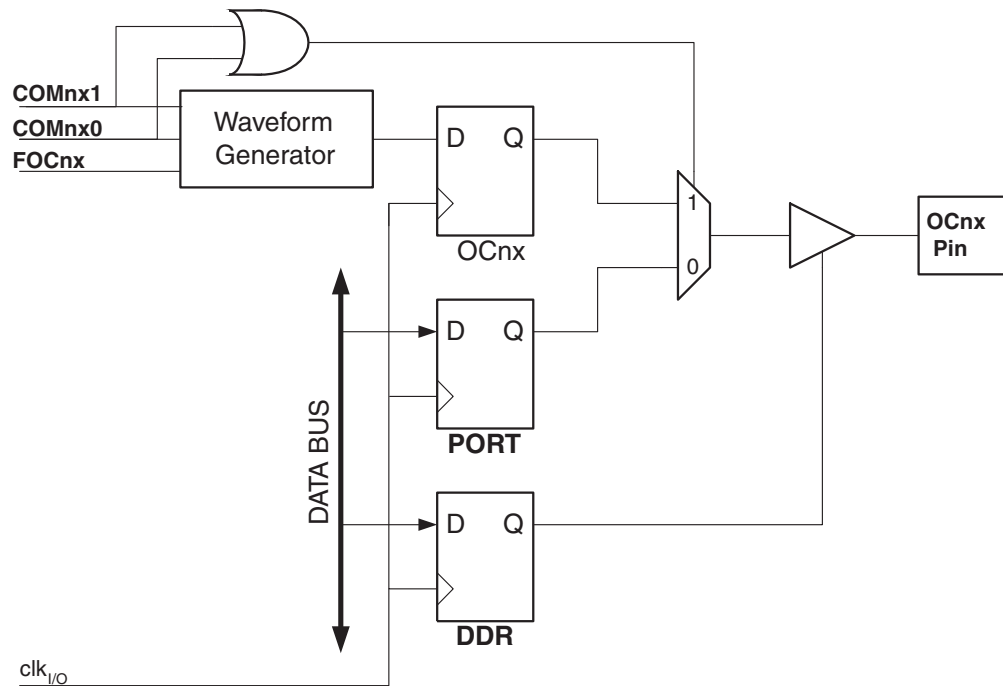 COMnx1
COMnx0
FOCnx
Waveform
Generator
D Q
OCnx
1
0
OCnx
Pin
D Q
PORT
DATA BUS
D Q
DDR
clkI/O